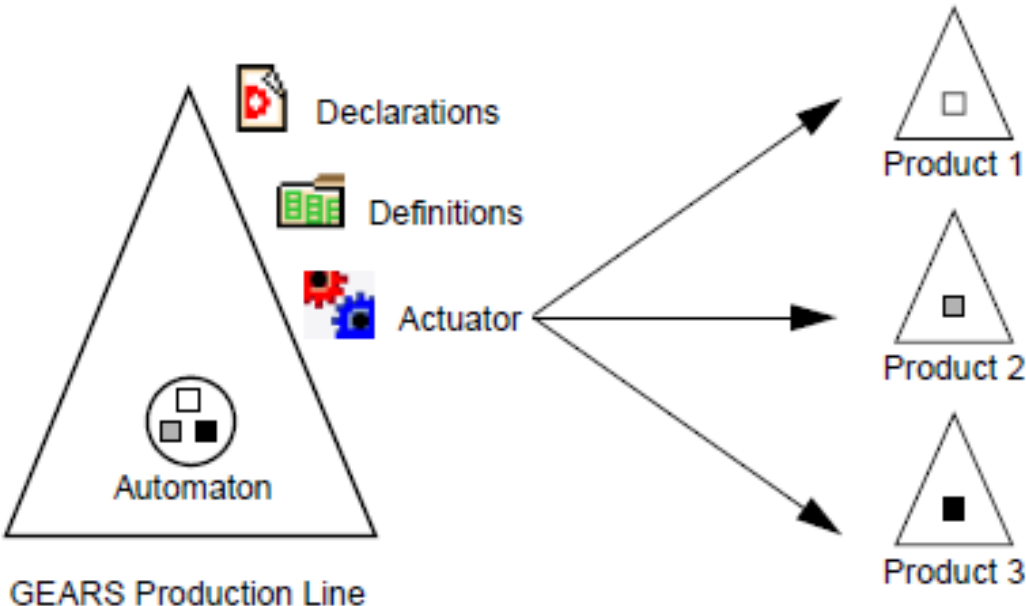 Declarations
Definitions
Actuator
Automaton
GEARS Production Line
Product 1
Product 2
Product 3